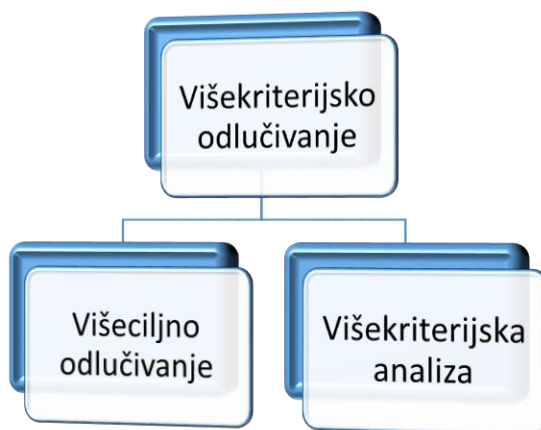 Višekriterijsko
odlučivanje
Višeciljno
odlučivanje
Višekriterijska
analiza